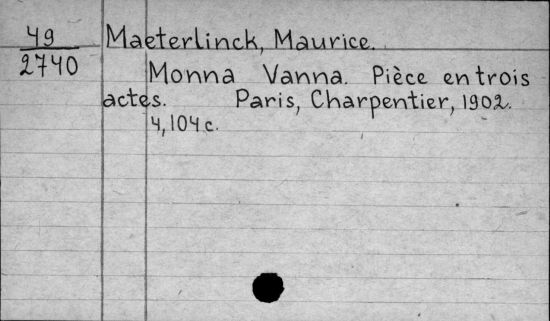 49 Maeterlinck, Maurice.
2740 Monna Vanna. Pièce en trois
actes. Paris, Charpentier, 1902.
4, 104 c.